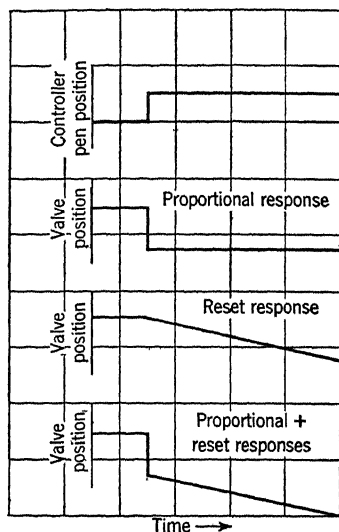 Controller
pen position
Valve
position
Proportional response
Valve
position
Reset response
Valve
position,
Proportional +
reset responses
Time →